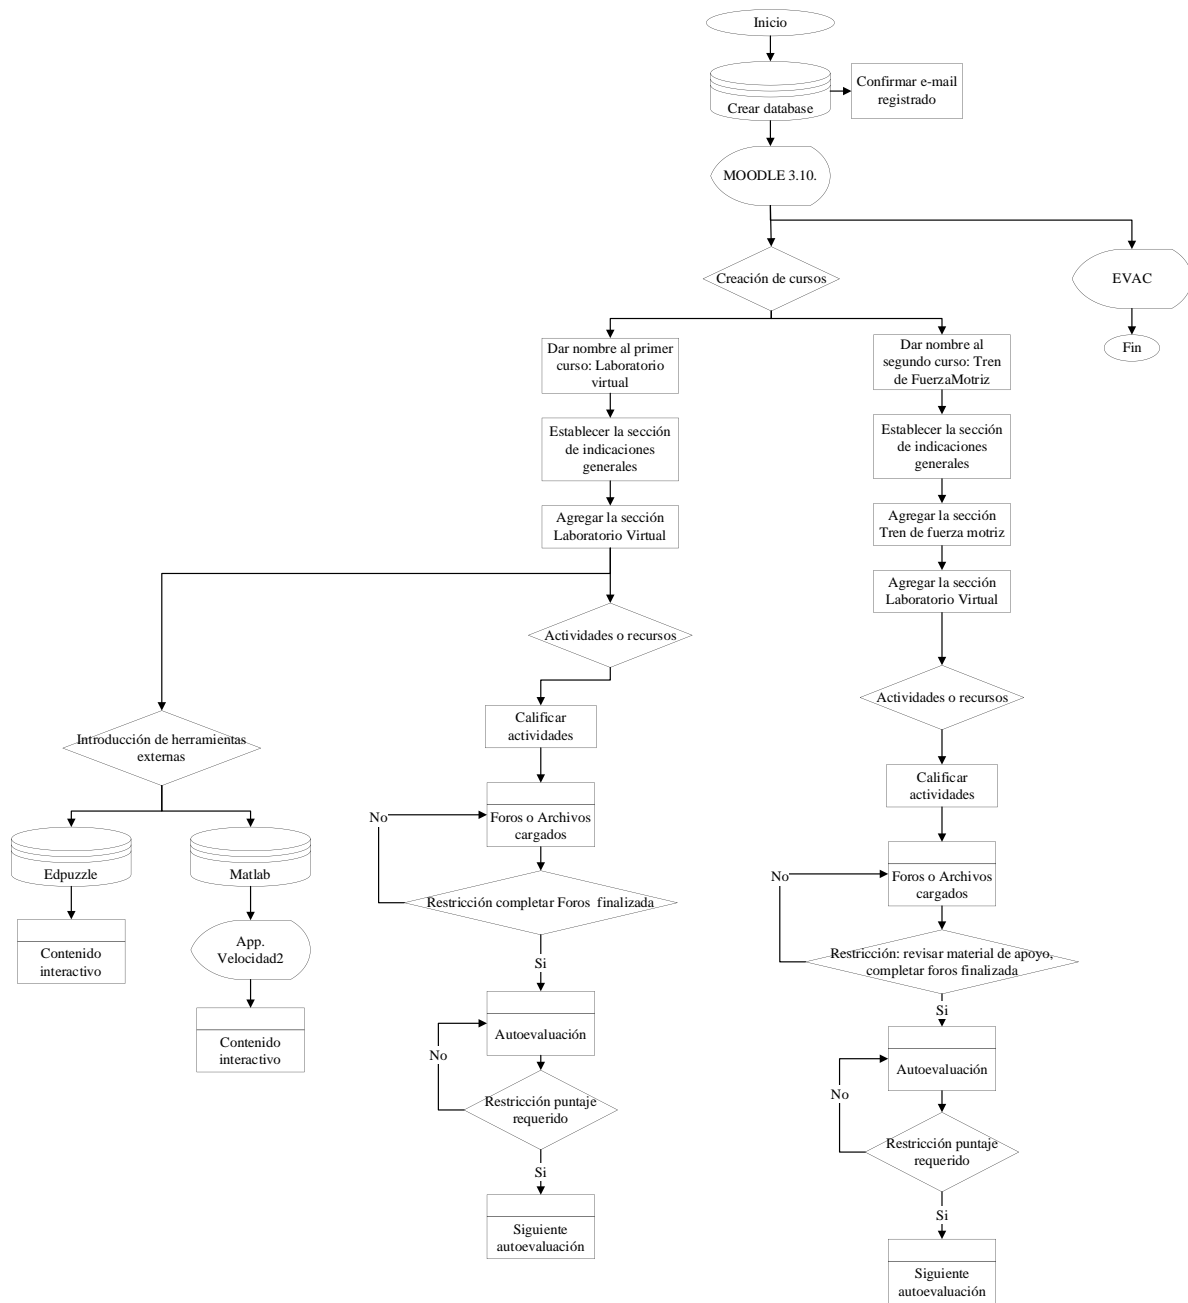 Inicio
Crear database
Confirmar e-mail
registrado
MOODLE 3.10.
Creación de cursos
EVAC
Fin
Dar nombre al primer
curso: Laboratorio
virtual
Establecer la sección
de indicaciones
generales
Agregar la sección
Laboratorio Virtual
Dar nombre al
segundo curso: Tren
de FuerzaMotriz
Establecer la sección
de indicaciones
generales
Agregar la sección
Tren de fuerza motriz
Agregar la sección
Laboratorio Virtual
Introducción de herramientas
externas
Edpuzzle
Contenido
interactivo
Matlab
App.
Velocidad2
Contenido
interactivo
Actividades o recursos
Calificar
actividades
Foros o Archivos
cargados
No
Restricción completar Foros  finalizada
Si
Autoevaluación
No
Restricción puntaje
requerido
Si
Siguiente
autoevaluación
Actividades o recursos
Calificar
actividades
Foros o Archivos
cargados
No
Restricción: revisar material de apoyo,
completar foros finalizada
Si
Autoevaluación
No
Restricción puntaje
requerido
Si
Siguiente
autoevaluación